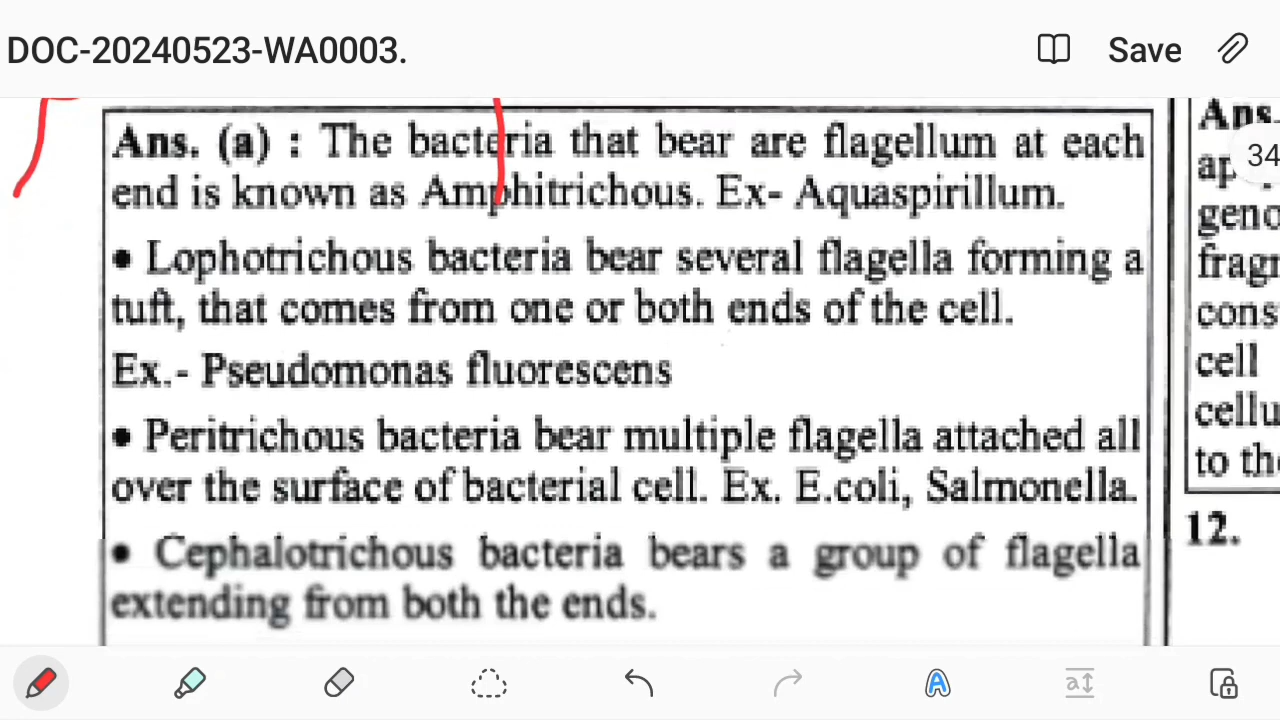 DOC-20240523-WA0003.
Save
Ans. (a) : The bacteria that bear are flagellum at each
end is known as Amphitrichous. Ex- Aquaspirillum.
• Lophotrichous bacteria bear several flagella forming a
tuft, that comes from one or both ends of the cell.
Ex.- Pseudomonas fluorescens
• Peritrichous bacteria bear multiple flagella attached all
over the surface of bacterial cell. Ex. E.coli, Salmonella.
• Cephalotrichous bacteria bears a group of flagella
extending from both the ends.
Ans.
34
cell
to the
12.